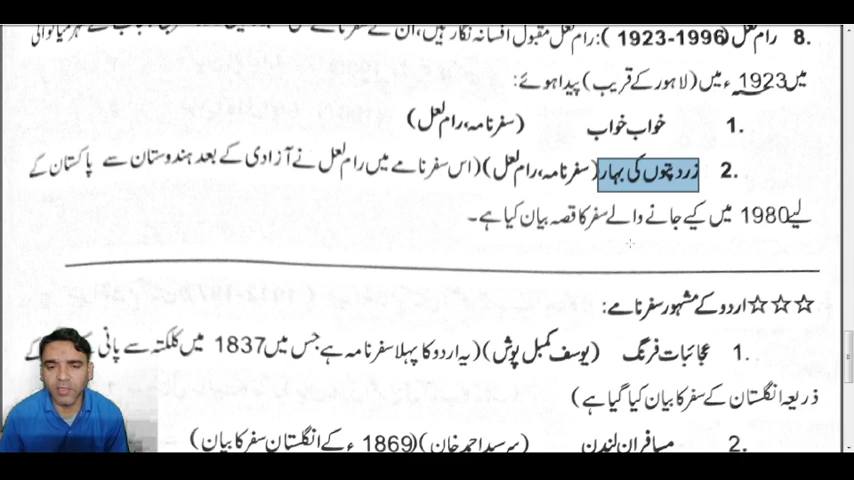 8. رام لعل (1923-1996): رام لعل مقبول افسانہ نگار ہیں، ان کے
میں 1923ء میں (لاہور کے قریب) پیدا ہوئے:
1. خواب خواب (سفرنامہ، رام لعل)
2. زرد پتوں کی بہار (سفرنامہ، رام لعل) (اس سفرنامے میں رام لعل نے آزادی کے بعد ہندوستان سے پاکستان کے
لیے 1980 میں کیے جانے والے سفر کا قصہ بیان کیا ہے۔
☆☆☆ اردو کے مشہور سفرنامے:
1. عجائبات فرنگ (یوسف کمبل پوش) (یہ اردو کا پہلا سفرنامہ ہے جس میں 1837 میں کلکتہ سے پانی کے
ذریعہ انگلستان کے سفر کا بیان کیا گیا ہے)
2. مسافران لندن (سرسید احمد خان) (1869ء کے انگلستان سفر کا بیان)